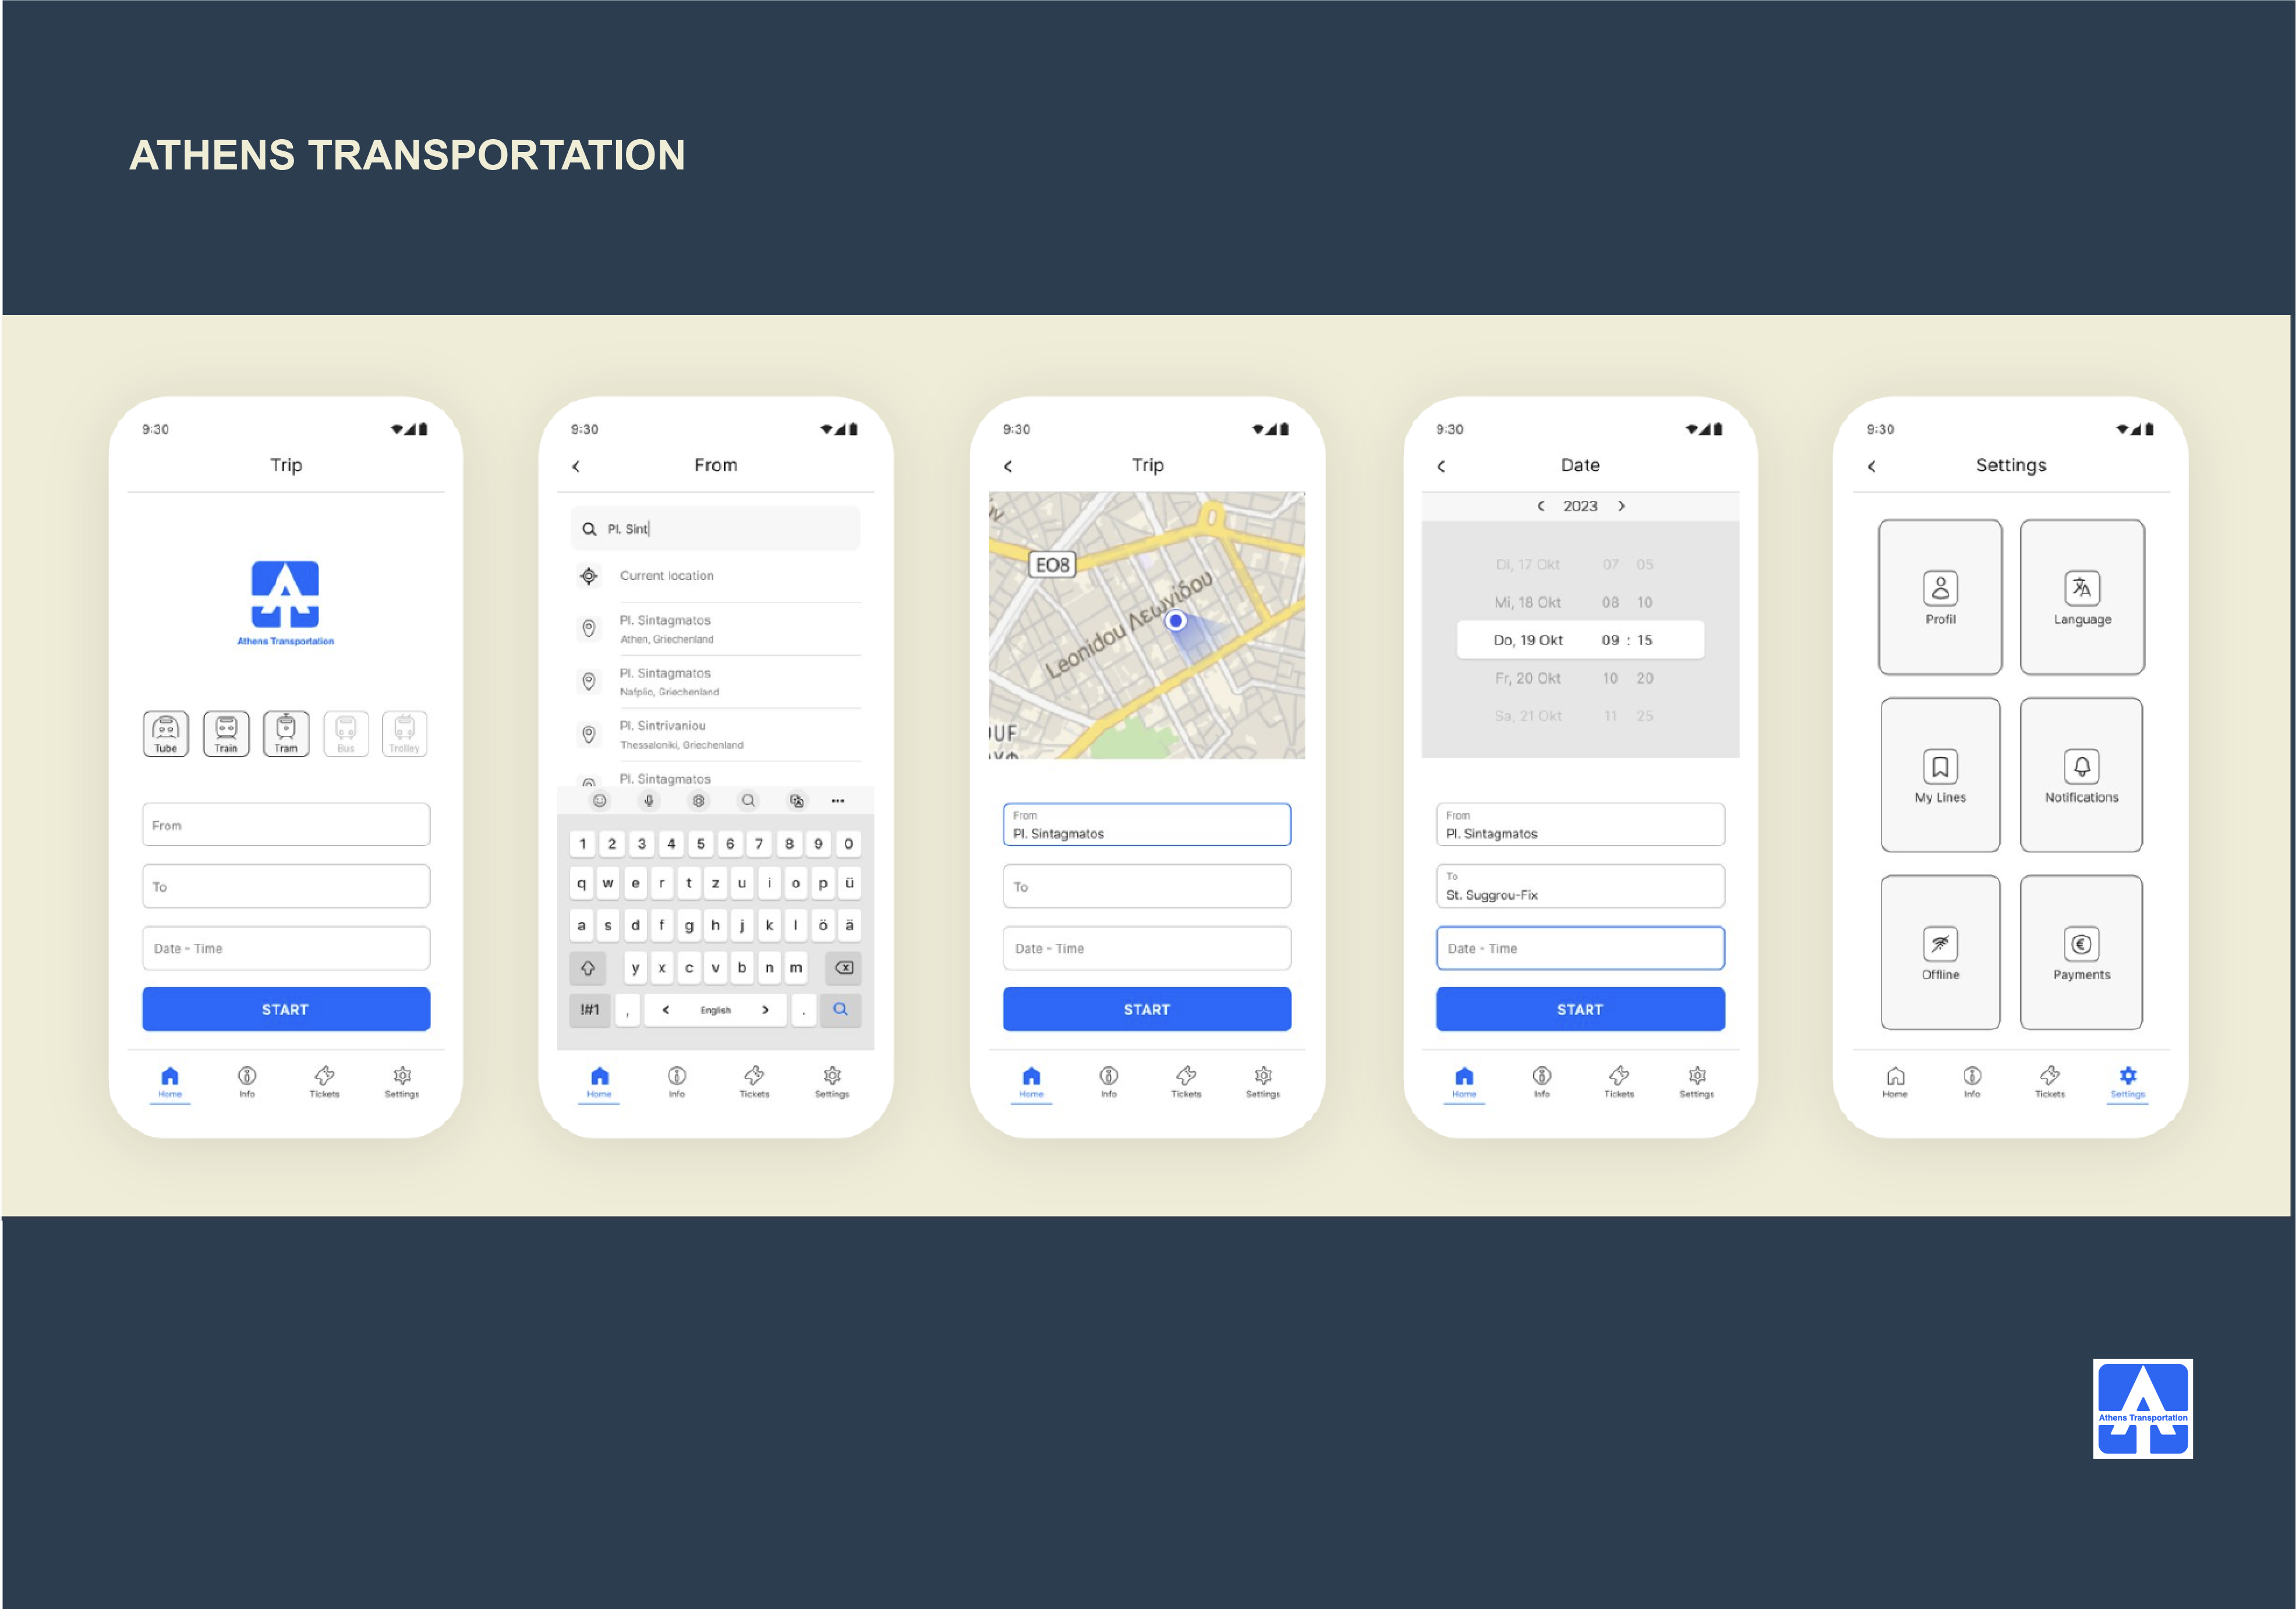 ATHENS TRANSPORTATION
9:30
Trip
Athens Transportation
Tube Train Tram Bus Trolley
From
To
Date - Time
START
Home Info Tickets Settings
9:30
From
Pl. Sint
Current location
Pl. Sintagmatos
Athen, Griechenland
Pl. Sintagmatos
Nafplio, Griechenland
Pl. Sintrivaniou
Thessaloniki, Griechenland
Pl. Sintagmatos
1 2 3 4 5 6 7 8 9 0
q w e r t z u i o p ü
a s d f g h j k l ö ä
y x c v b n m
!#1 , < English > .
Home Info Tickets Settings
9:30
Trip
EO8
Leonidou Λεωνίδου
From
Pl. Sintagmatos
To
Date - Time
START
Home Info Tickets Settings
9:30
Date
< 2023 >
Di, 17 Okt 07 05
Mi, 18 Okt 08 10
Do, 19 Okt 09 : 15
Fr, 20 Okt 10 20
Sa, 21 Okt 11 25
From
Pl. Sintagmatos
To
St. Suggrou-Fix
Date - Time
START
Home Info Tickets Settings
9:30
Settings
Profil Language
My Lines Notifications
Offline Payments
Home Info Tickets Settings
Athens Transportation